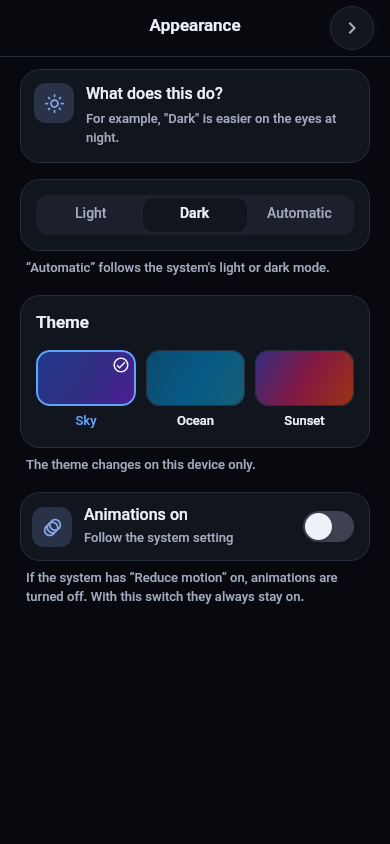 Appearance
What does this do?
For example, "Dark" is easier on the eyes at
night.
Light
Dark
Automatic
“Automatic” follows the system's light or dark mode.
Theme
Sky
Ocean
Sunset
The theme changes on this device only.
Animations on
Follow the system setting
If the system has “Reduce motion” on, animations are
turned off. With this switch they always stay on.